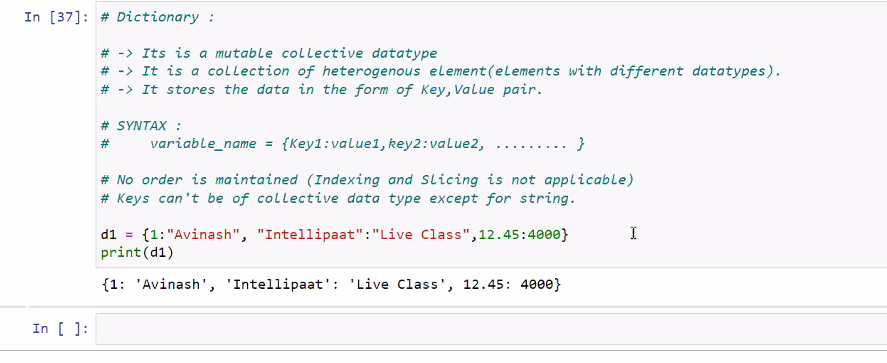 In [37]: # Dictionary :
# -> Its is a mutable collective datatype
# -> It is a collection of heterogenous element(elements with different datatypes).
# -> It stores the data in the form of Key,Value pair.
# SYNTAX :
#     variable_name = {Key1:value1,key2:value2, ......... }
# No order is maintained (Indexing and Slicing is not applicable)
# Keys can't be of collective data type except for string.
d1 = {1:"Avinash", "Intellipaat":"Live Class",12.45:4000}
print(d1)
{1: 'Avinash', 'Intellipaat': 'Live Class', 12.45: 4000}
In [ ]: